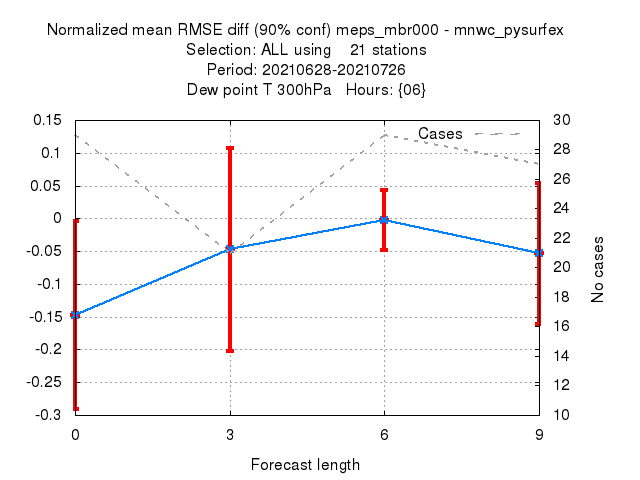 Normalized mean RMSE diff (90% conf) meps_mbr000 - mnwc_pysurfex
Selection: ALL using    21 stations
Period: 20210628-20210726
Dew point T 300hPa   Hours: {06}
Cases
0.15
0.1
0.05
0
-0.05
-0.1
-0.15
-0.2
-0.25
-0.3
30
28
26
24
22
20
18
16
14
12
10
No cases
0 3 6 9
Forecast length